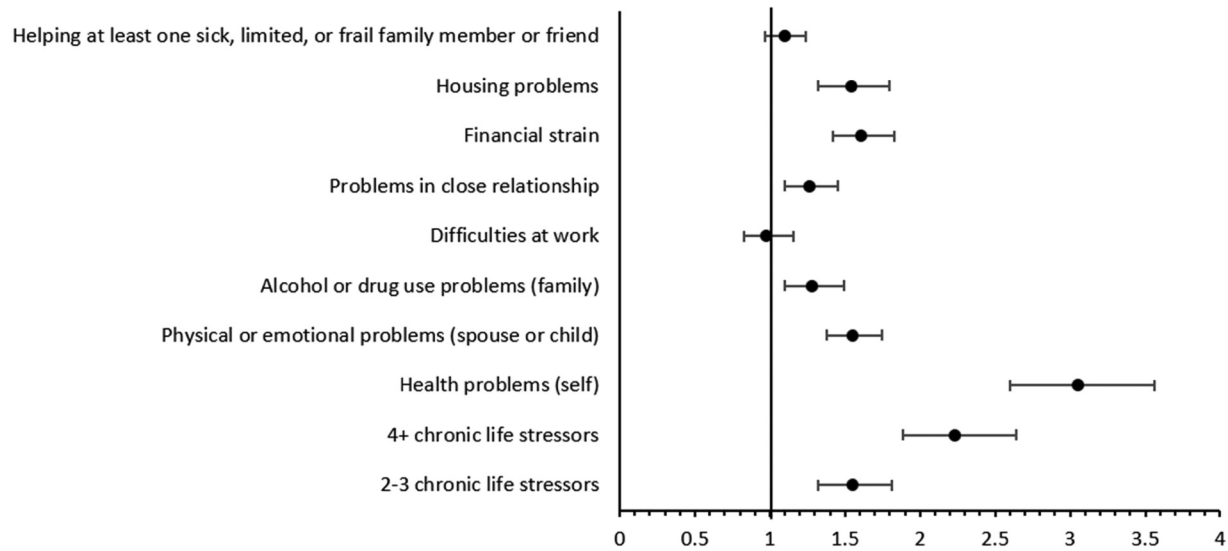 Helping at least one sick, limited, or frail family member or friend
Housing problems
Financial strain
Problems in close relationship
Difficulties at work
Alcohol or drug use problems (family)
Physical or emotional problems (spouse or child)
Health problems (self)
4+ chronic life stressors
2-3 chronic life stressors
0 0.5 1 1.5 2 2.5 3 3.5 4